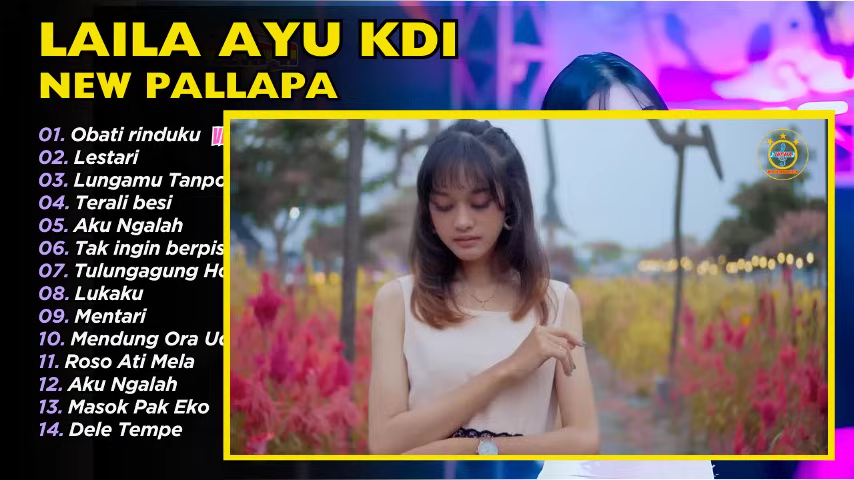 LAILA AYU KDI
NEW PALLAPA
01. Obati rinduku
02. Lestari
03. Lungamu Tanpo
04. Terali besi
05. Aku Ngalah
06. Tak ingin berpis
07. Tulungagung Ho
08. Lukaku
09. Mentari
10. Mendung Ora Ud
11. Roso Ati Mela
12. Aku Ngalah
13. Masok Pak Eko
14. Dele Tempe